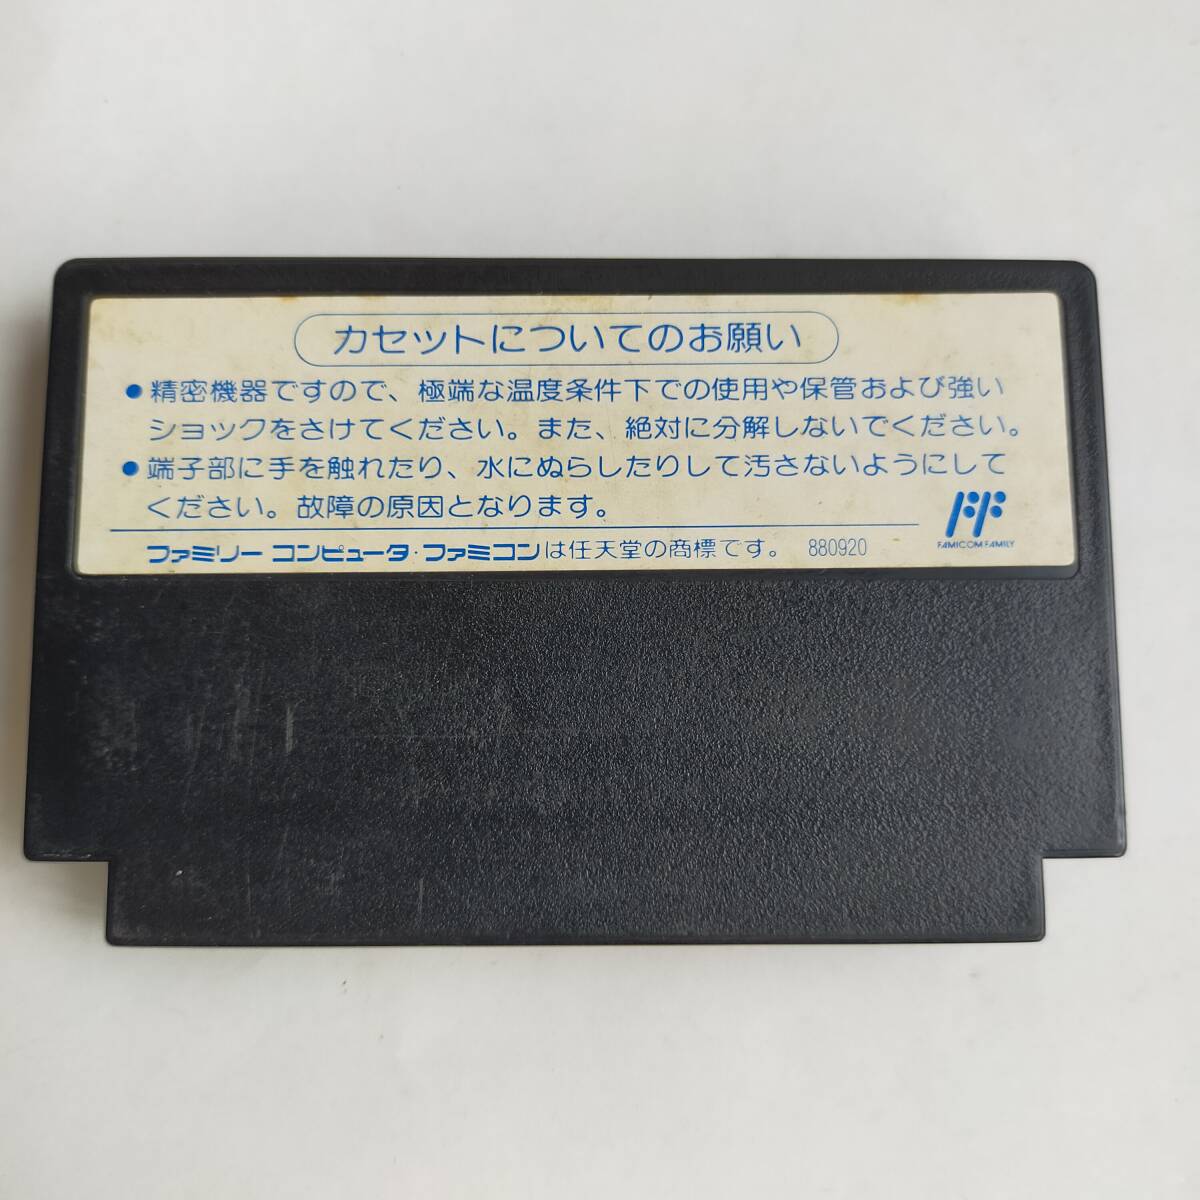 カセットについてのお願い
●精密機器ですので、極端な温度条件下での使用や保管および強い
ショックをさけてください。また、絶対に分解しないでください。
●端子部に手を触れたり、水にぬらしたりして汚さないようにして
ください。故障の原因となります。
FF
FAMICOM FAMILY
ファミリー コンピュータ・ファミコンは任天堂の商標です。 880920